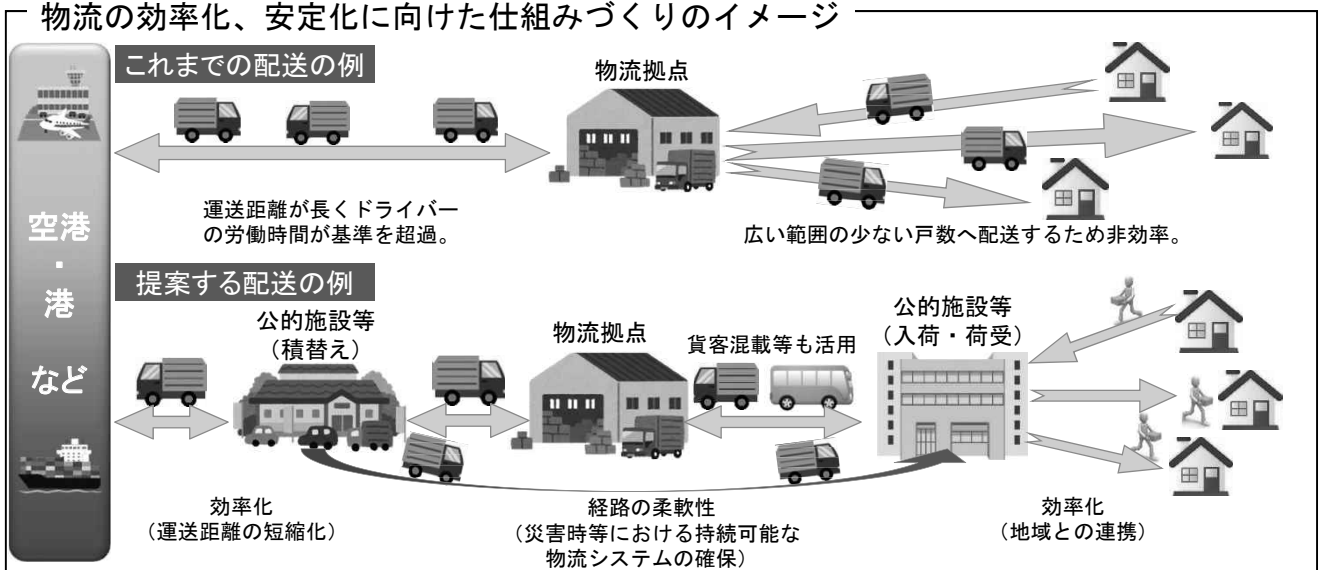 物流の効率化、安定化に向けた仕組みづくりのイメージ
空港
・
港
など
これまでの配送の例
物流拠点
運送距離が長くドライバー
の労働時間が基準を超過。
広い範囲の少ない戸数へ配送するため非効率。
提案する配送の例
公的施設等
（積替え）
物流拠点
貨客混載等も活用
公的施設等
（入荷・荷受）
効率化
（運送距離の短縮化）
経路の柔軟性
（災害時等における持続可能な
物流システムの確保）
効率化
（地域との連携）